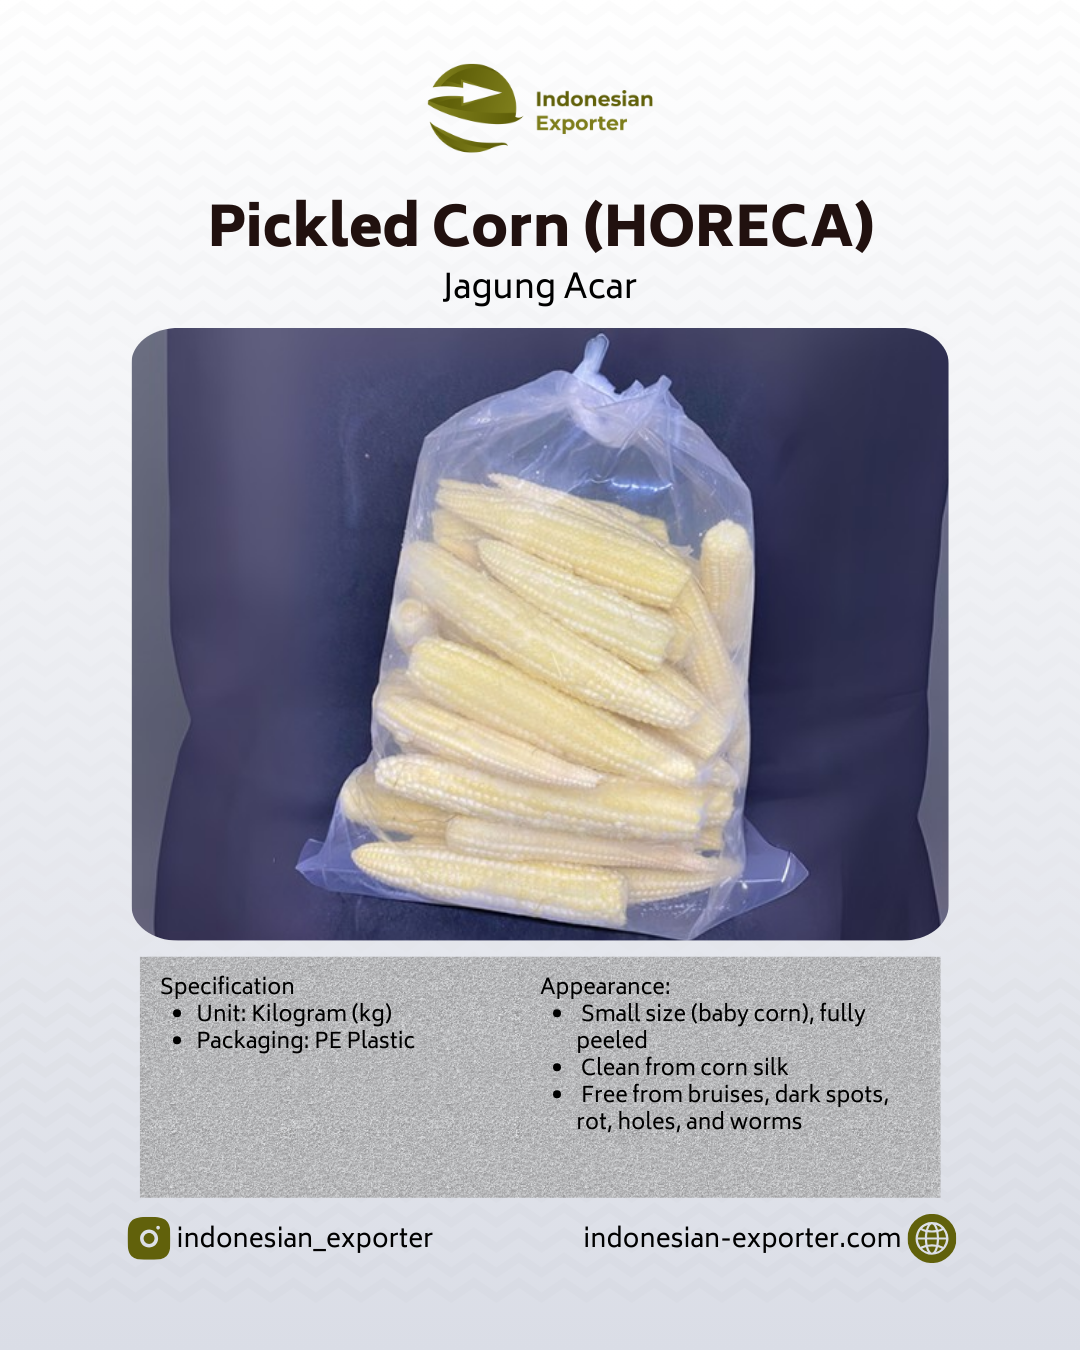 Indonesian
Exporter
Pickled Corn (HORECA)
Jagung Acar
Specification
• Unit: Kilogram (kg)
• Packaging: PE Plastic
Appearance:
• Small size (baby corn), fully
peeled
• Clean from corn silk
• Free from bruises, dark spots,
rot, holes, and worms
indonesian_exporter
indonesian-exporter.com